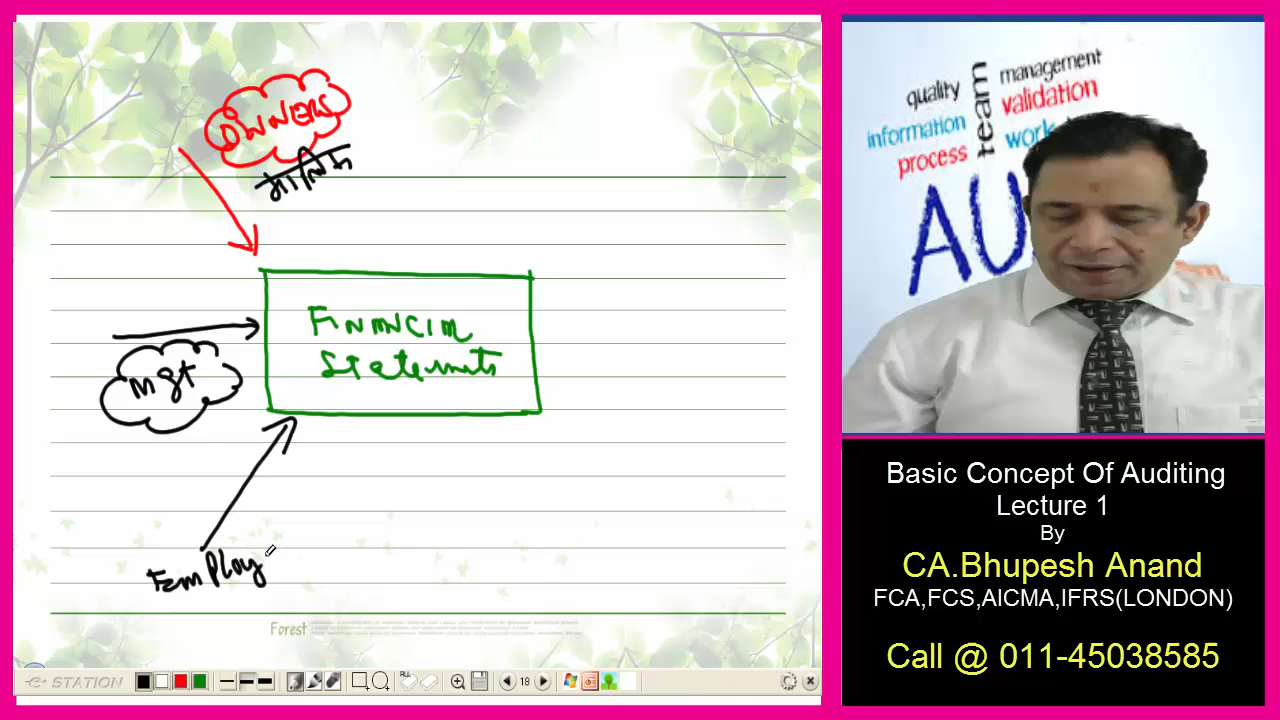 OWNERS
Financial
Statements
mgt
Employ
Forest
e-STATION
ALL
18
quality
management
team
validation
information
work
process
AU
Basic Concept Of Auditing
Lecture 1
By
CA.Bhupesh Anand
FCA,FCS,AICMA,IFRS(LONDON)
Call @ 011-45038585